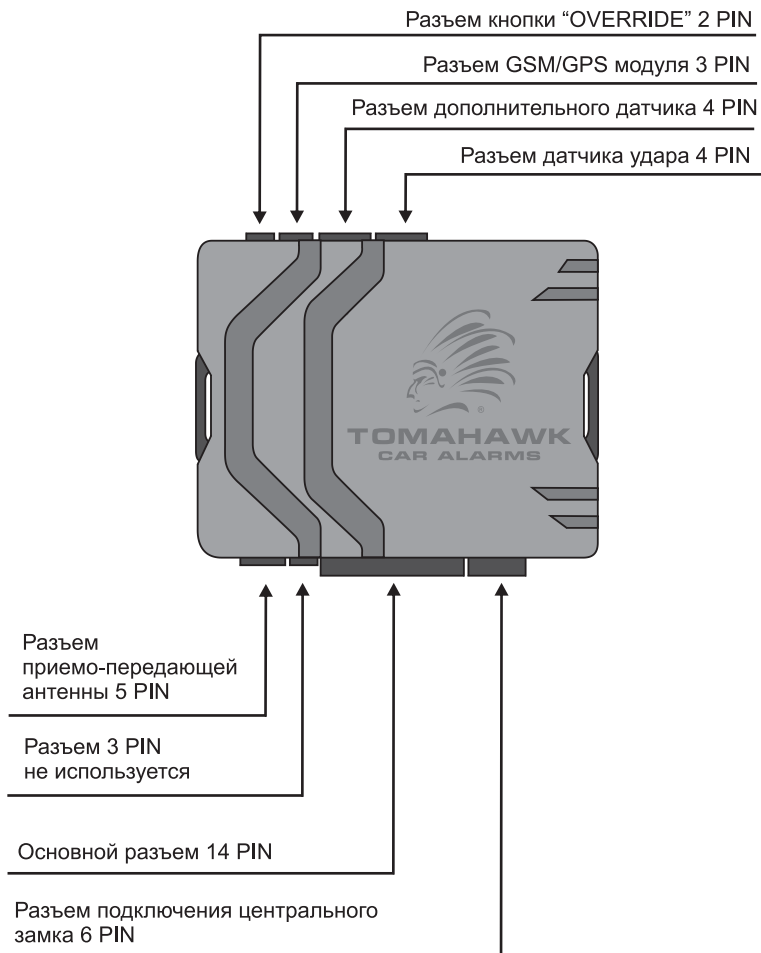 Разъем кнопки “OVERRIDE” 2 PIN
Разъем GSM/GPS модуля 3 PIN
Разъем дополнительного датчика 4 PIN
Разъем датчика удара 4 PIN
®
TOMAHAWK
CAR ALARMS
Разъем
приемо-передающей
антенны 5 PIN
Разъем 3 PIN
не используется
Основной разъем 14 PIN
Разъем подключения центрального
замка 6 PIN